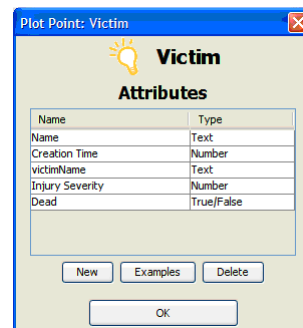 Plot Point: Victim
Victim
Attributes
Name Type
Name Text
Creation Time Number
victimName Text
Injury Severity Number
Dead True/False
New Examples Delete
OK